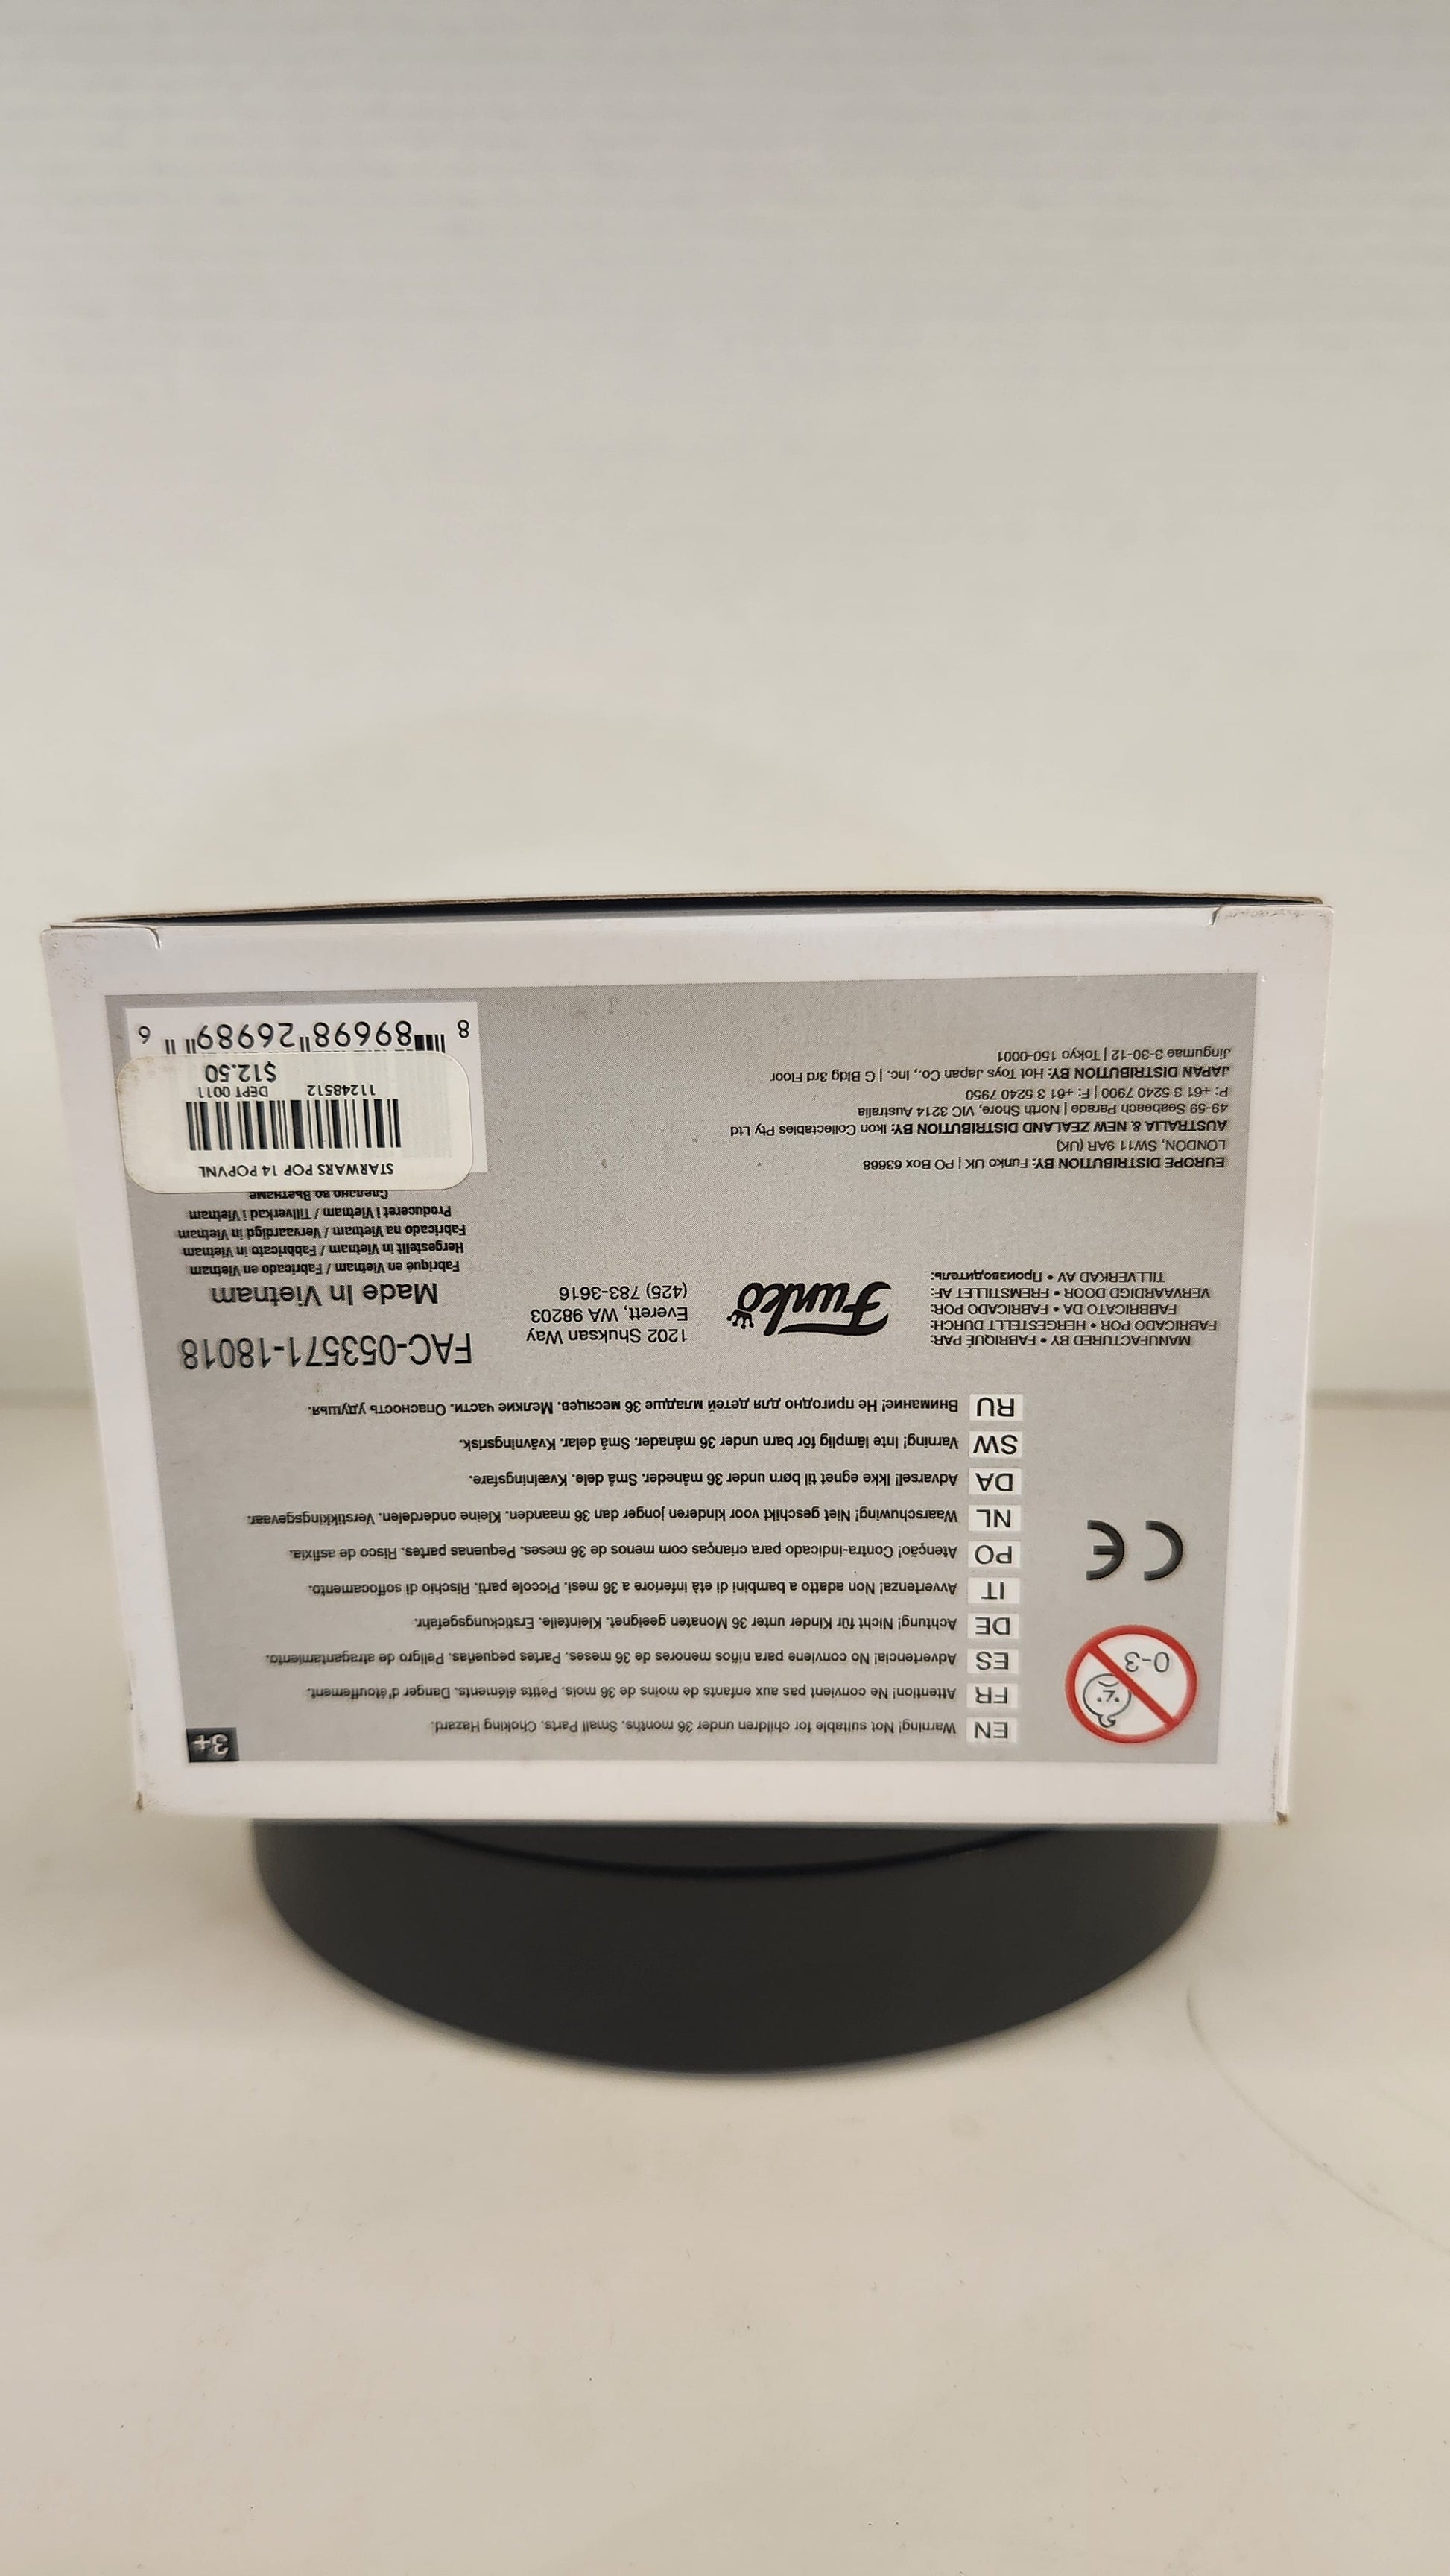 3+
EN Warning! Not suitable for children under 36 months. Small Parts. Choking Hazard.
FR Attention! Ne convient pas aux enfants de moins de 36 mois. Petits éléments. Danger d'étouffement.
ES Advertencia! No conviene para niños menores de 36 meses. Partes pequeñas. Peligro de atragantamiento.
DE Achtung! Nicht für Kinder unter 36 Monaten geeignet. Kleinteile. Erstickungsgefahr.
IT Avvertenza! Non adatto a bambini di età inferiore a 36 mesi. Piccole parti. Rischio di soffocamento.
PO Atenção! Contra-indicado para crianças com menos de 36 meses. Pequenas partes. Risco de asfixia.
NL Waarschuwing! Niet geschikt voor kinderen jonger dan 36 maanden. Kleine onderdelen. Verstikkingsgevaar.
DA Advarsel! Ikke egnet til børn under 36 måneder. Små dele. Kvælningsfare.
SW Varning! Inte lämplig för barn under 36 månader. Små delar. Kvävningsrisk.
RU Внимание! Не пригодно для детей младше 36 месяцев. Мелкие части. Опасность удушья.
0-3
CE
MANUFACTURED BY • FABRIQUÉ PAR:
FABRICADO POR • HERGESTELLT DURCH:
FABBRICATO DA • FABRICADO POR:
VERVAARDIGD DOOR • FREMSTILLET AF:
TILLVERKAD AV • Производитель:
Funko
1202 Shuksan Way
Everett, WA 98203
(425) 783-3616
FAC-053571-18018
Made In Vietnam
Fabriqué en Vietnam / Fabricado en Vietnam
Hergestellt in Vietnam / Fabbricato in Vietnam
Fabricado na Vietnam / Vervaardigd in Vietnam
Produceret i Vietnam / Tillverkad i Vietnam
Сделано во Вьетнаме
EUROPE DISTRIBUTION BY: Funko UK | PO Box 63668
LONDON, SW11 9AR (UK)
AUSTRALIA & NEW ZEALAND DISTRIBUTION BY: Ikon Collectables Pty Ltd
49-59 Seabeach Parade | North Shore, VIC 3214 Australia
P: +61 3 5240 7900 | F: +61 3 5240 7950
JAPAN DISTRIBUTION BY: Hot Toys Japan Co., Inc. | G Bldg 3rd Floor
Jingumae 3-30-12 | Tokyo 150-0001
STARWARS POP 14 POPVNL
11248512 DEPT 0011
$12.50
8 89698 26989 6